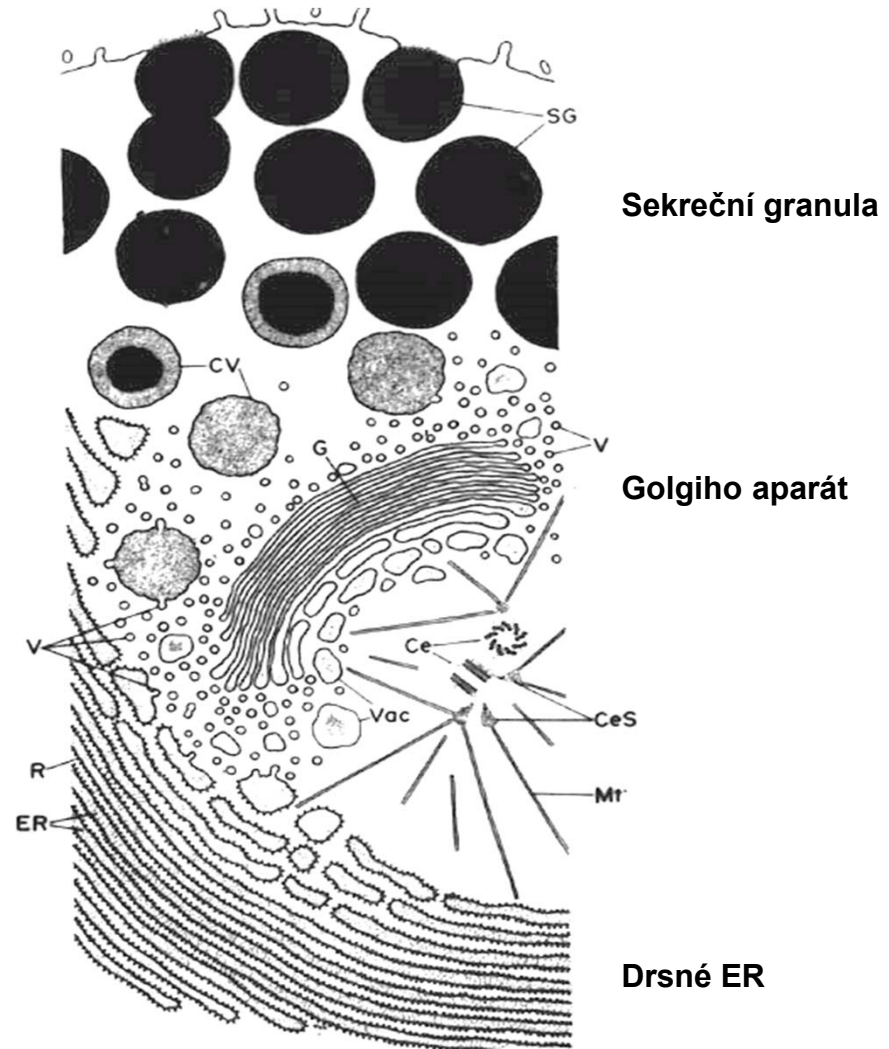 SG
Sekreční granula
CV
G
V
Golgiho aparát
V
Ce
Vac
CeS
R
Mt
ER
Drsné ER